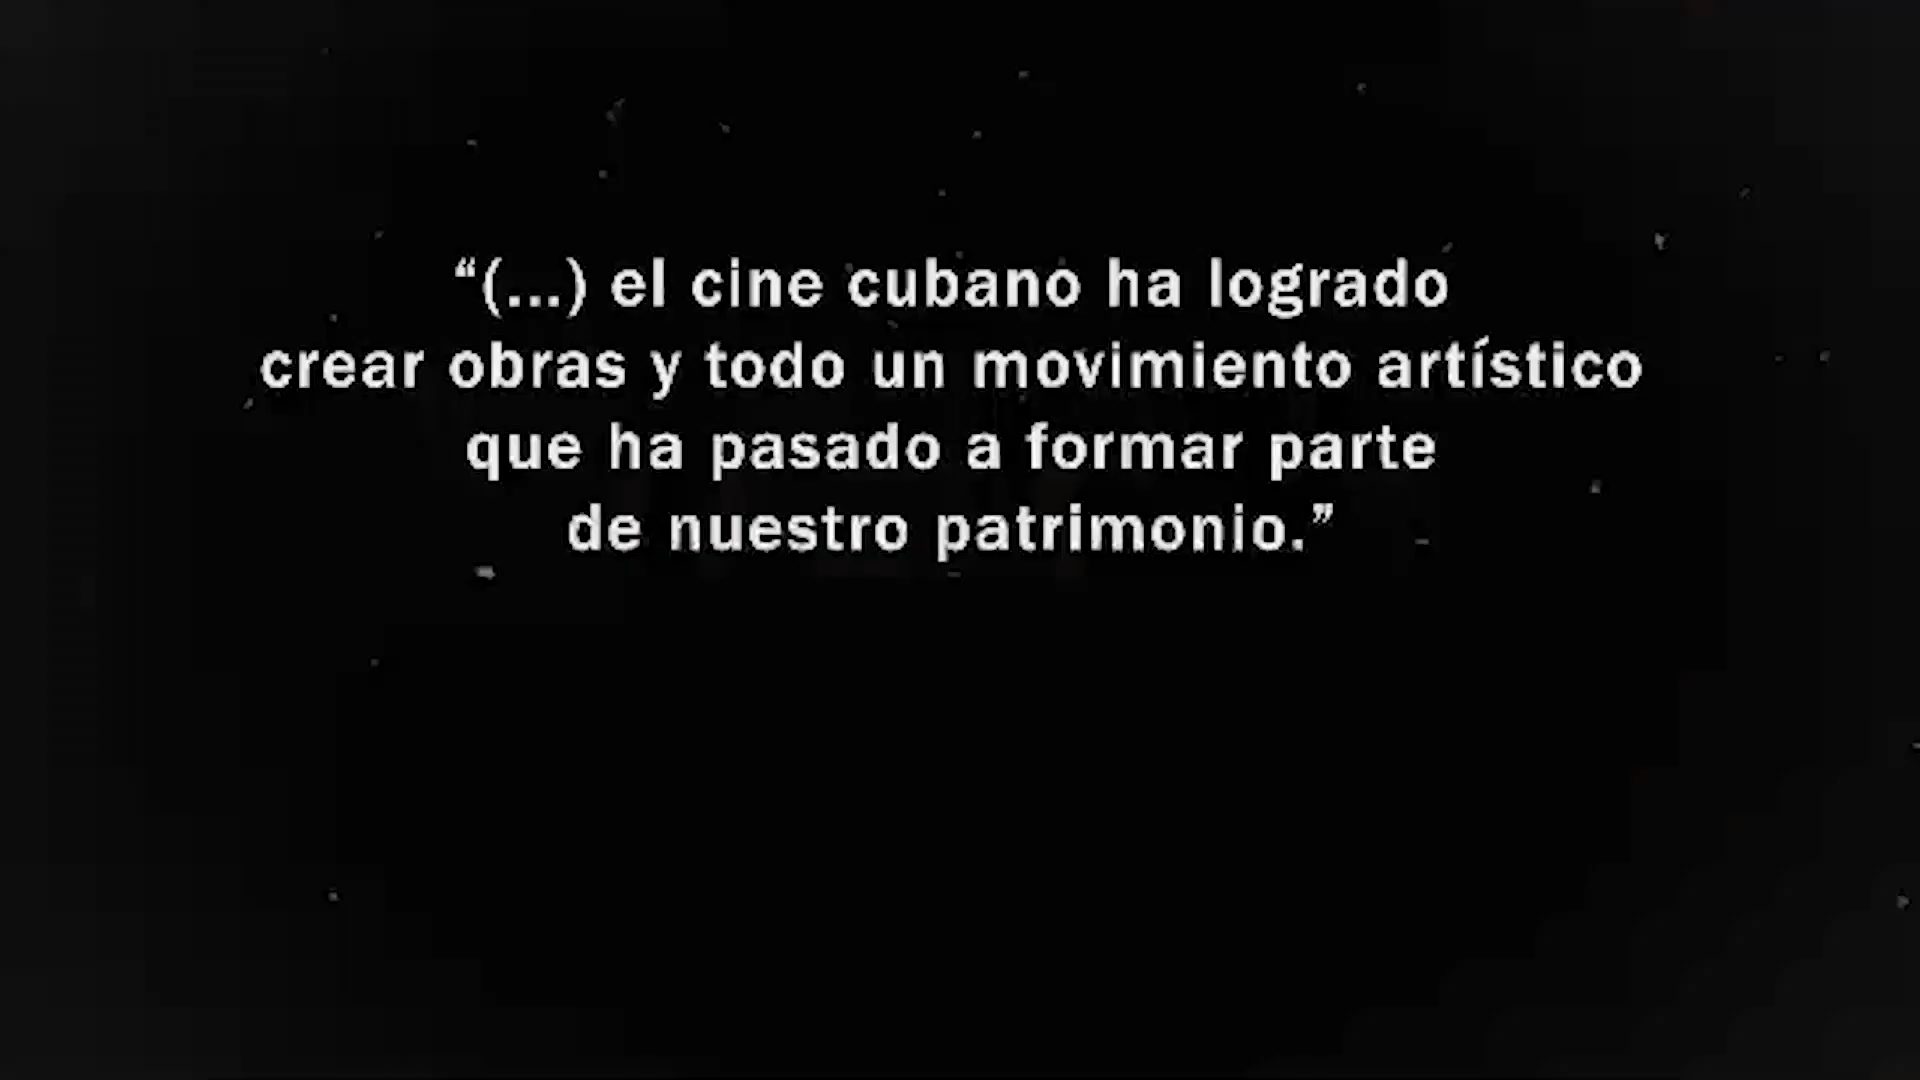 “(...) el cine cubano ha logrado
crear obras y todo un movimiento artístico
que ha pasado a formar parte
de nuestro patrimonio.”